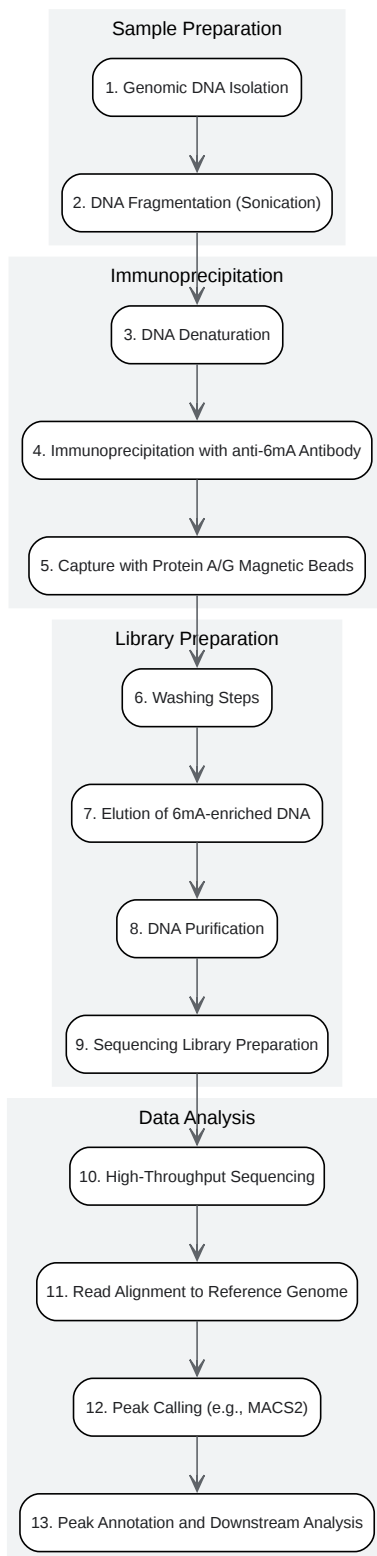 Sample Preparation
1. Genomic DNA Isolation
2. DNA Fragmentation (Sonication)
Immunoprecipitation
3. DNA Denaturation
4. Immunoprecipitation with anti-6mA Antibody
5. Capture with Protein A/G Magnetic Beads
Library Preparation
6. Washing Steps
7. Elution of 6mA-enriched DNA
8. DNA Purification
9. Sequencing Library Preparation
Data Analysis
10. High-Throughput Sequencing
11. Read Alignment to Reference Genome
12. Peak Calling (e.g., MACS2)
13. Peak Annotation and Downstream Analysis